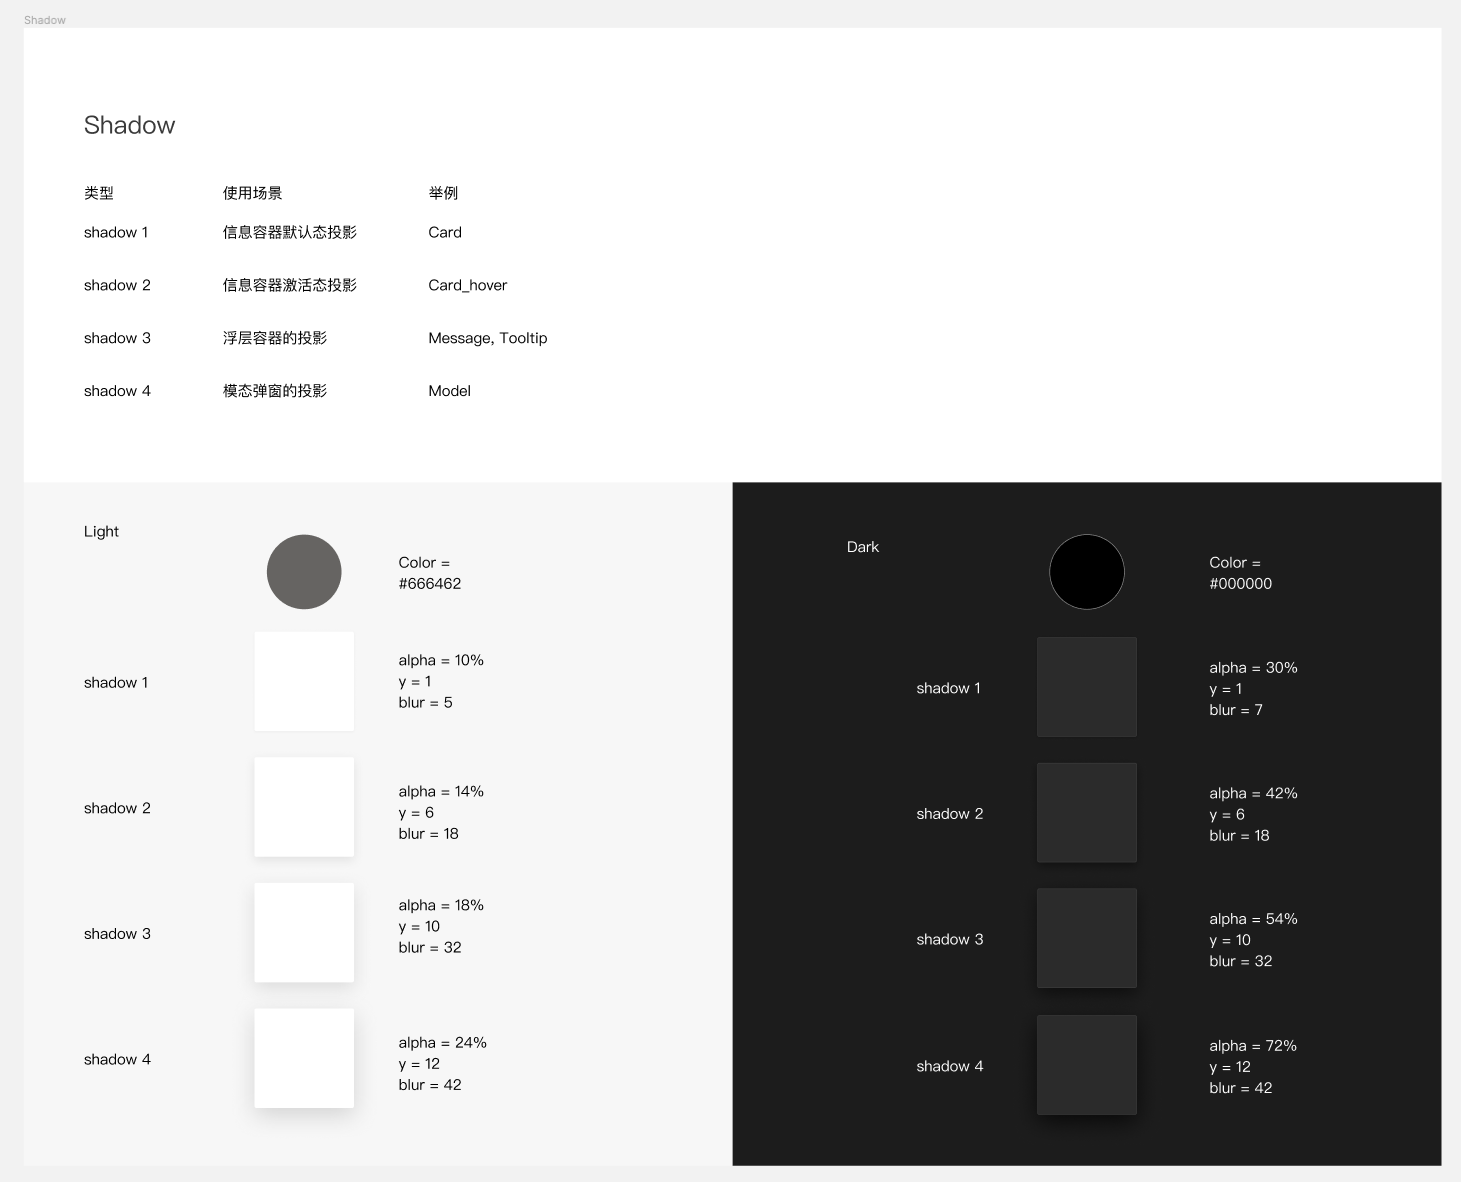 Shadow
Shadow
类型 使用场景 举例
shadow 1 信息容器默认态投影 Card
shadow 2 信息容器激活态投影 Card_hover
shadow 3 浮层容器的投影 Message, Tooltip
shadow 4 模态弹窗的投影 Model
Light
Color =
#666462
shadow 1
alpha = 10%
y = 1
blur = 5
shadow 2
alpha = 14%
y = 6
blur = 18
shadow 3
alpha = 18%
y = 10
blur = 32
shadow 4
alpha = 24%
y = 12
blur = 42
Dark
Color =
#000000
shadow 1
alpha = 30%
y = 1
blur = 7
shadow 2
alpha = 42%
y = 6
blur = 18
shadow 3
alpha = 54%
y = 10
blur = 32
shadow 4
alpha = 72%
y = 12
blur = 42